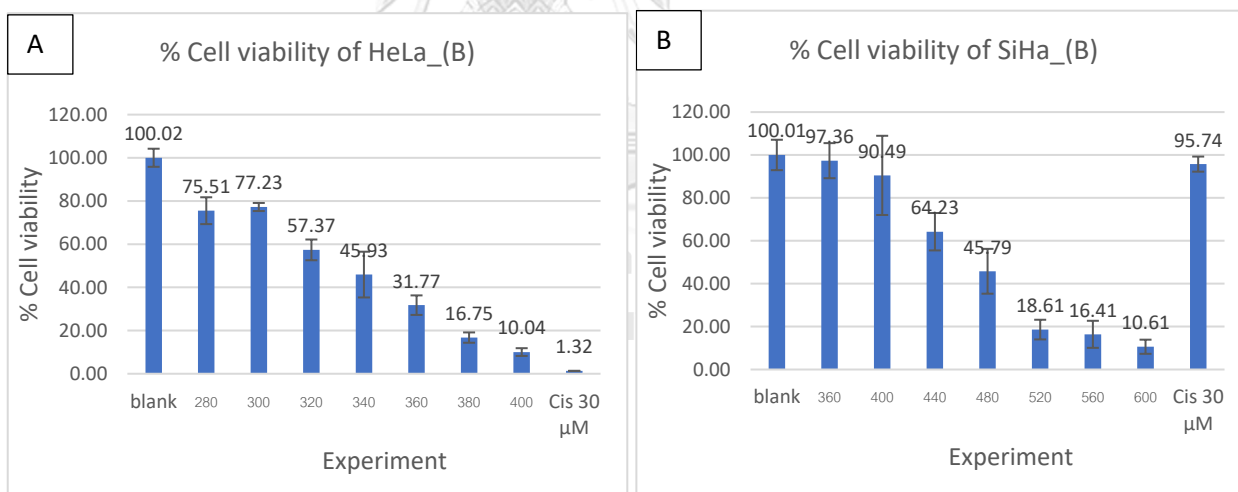 A
% Cell viability of HeLa_(B)
% Cell viability
120.00
100.00
80.00
60.00
40.00
20.00
0.00
100.02
75.51
77.23
57.37
45.93
31.77
16.75
10.04
1.32
blank 280 300 320 340 360 380 400 Cis 30
µM
Experiment
B
% Cell viability of SiHa_(B)
% Cell viability
120.00
100.00
80.00
60.00
40.00
20.00
0.00
100.01
97.36
90.49
64.23
45.79
18.61
16.41
10.61
95.74
blank 360 400 440 480 520 560 600 Cis 30
µM
Experiment